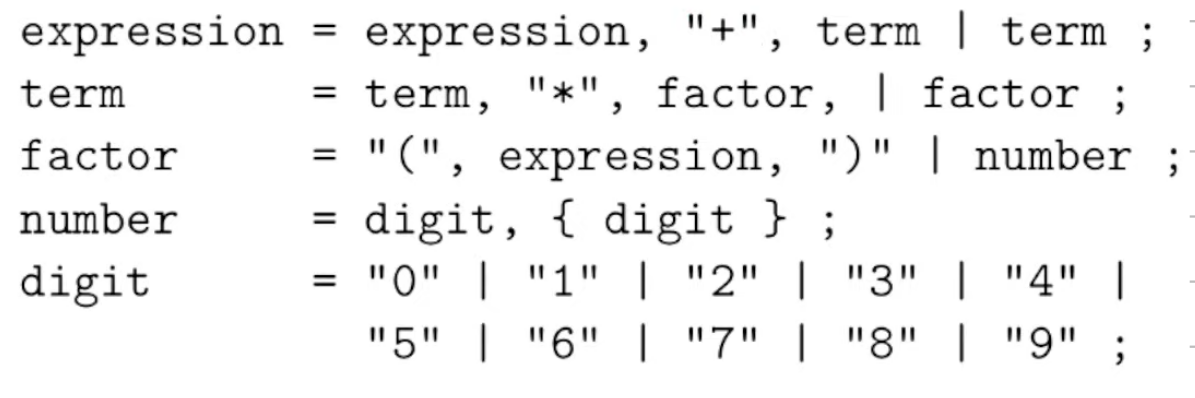 expression = expression, "+", term | term ;
term = term, "*", factor, | factor ;
factor = "(", expression, ")" | number ;
number = digit, { digit } ;
digit = "0" | "1" | "2" | "3" | "4" |
"5" | "6" | "7" | "8" | "9" ;